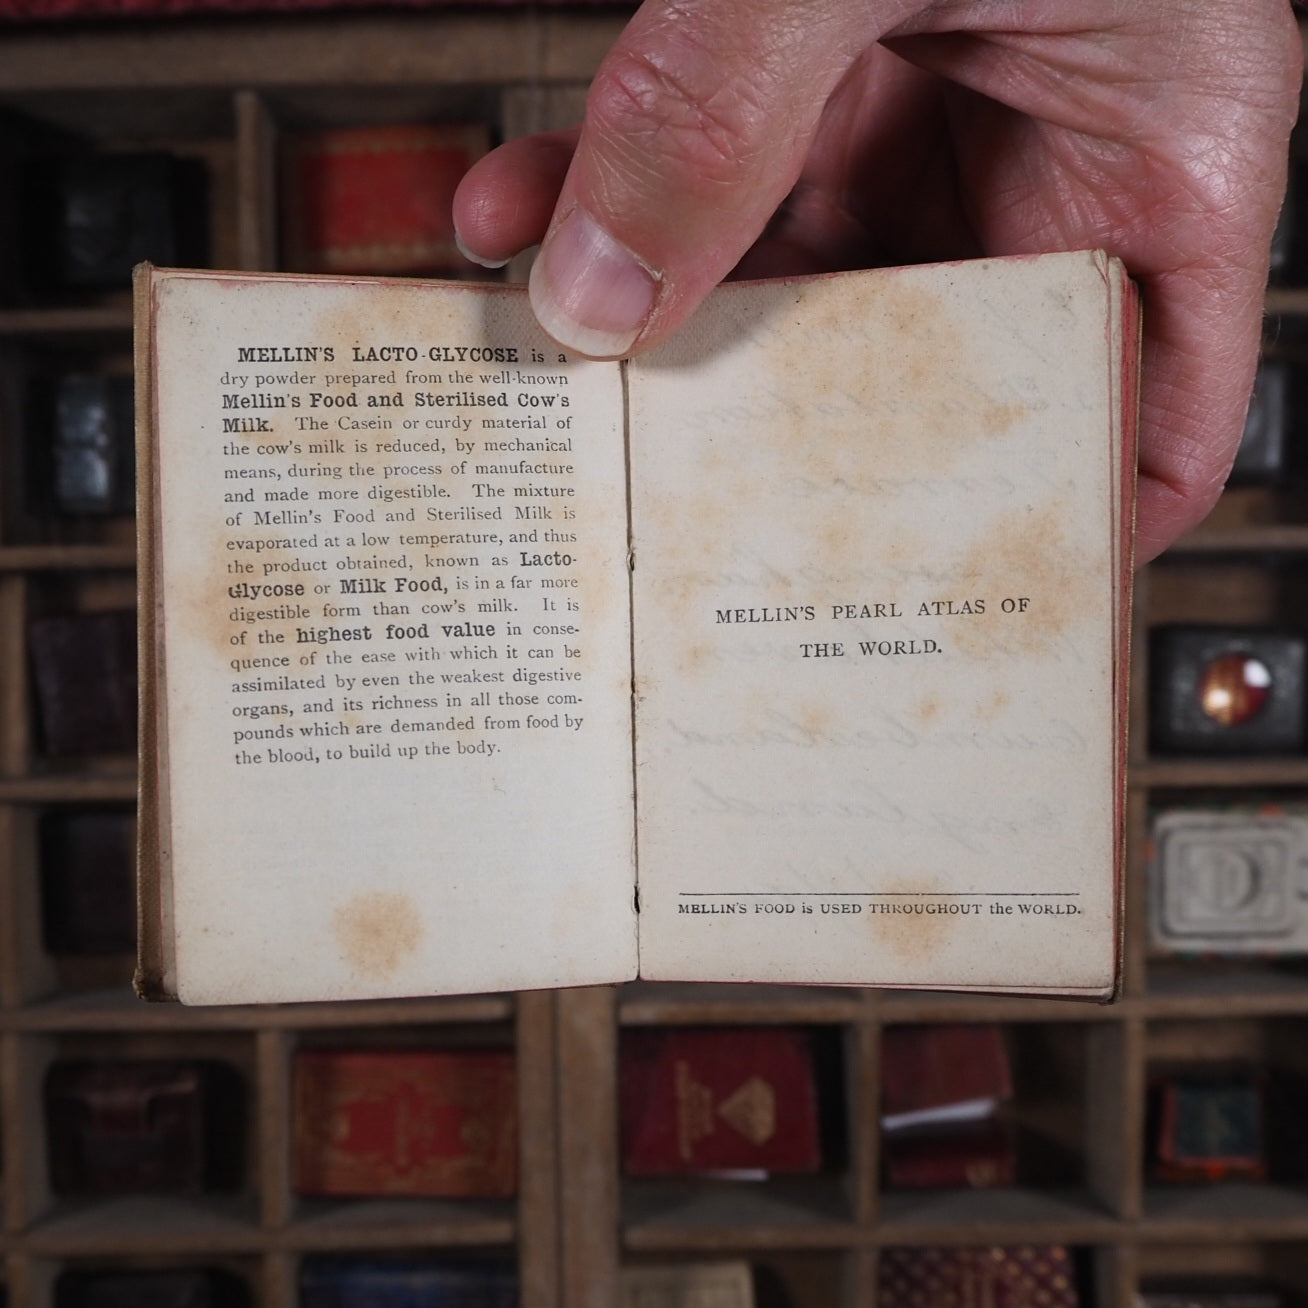 MELLIN'S LACTO-GLYCOSE is a
dry powder prepared from the well-known
Mellin's Food and Sterilised Cow's
Milk. The Casein or curdy material of
the cow's milk is reduced, by mechanical
means, during the process of manufacture
and made more digestible. The mixture
of Mellin's Food and Sterilised Milk is
evaporated at a low temperature, and thus
the product obtained, known as Lacto-
Glycose or Milk Food, is in a far more
digestible form than cow's milk. It is
of the highest food value in conse-
quence of the ease with which it can be
assimilated by even the weakest digestive
organs, and its richness in all those com-
pounds which are demanded from food by
the blood, to build up the body.
MELLIN'S PEARL ATLAS OF
THE WORLD.
MELLIN'S FOOD is USED THROUGHOUT the WORLD.